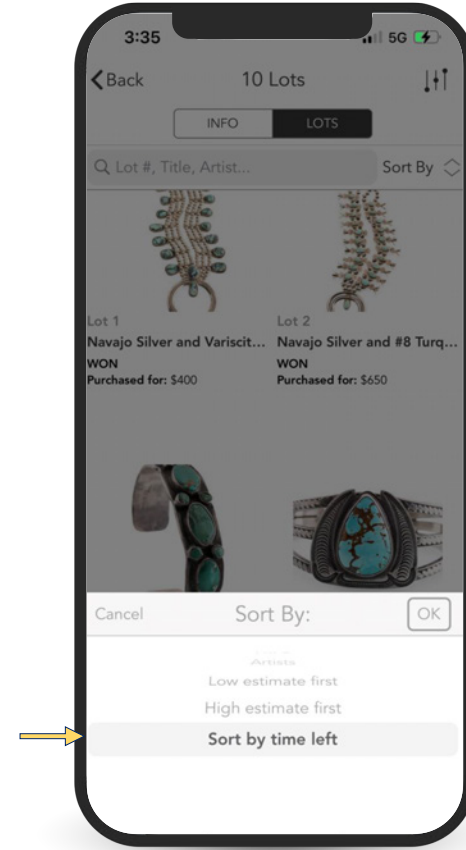 3:35 5G
Back 10 Lots
INFO LOTS
Lot #, Title, Artist... Sort By
Lot 1 Lot 2
Navajo Silver and Variscit... Navajo Silver and #8 Turq...
WON WON
Purchased for: $400 Purchased for: $650
Cancel Sort By: OK
Artists
Low estimate first
High estimate first
Sort by time left